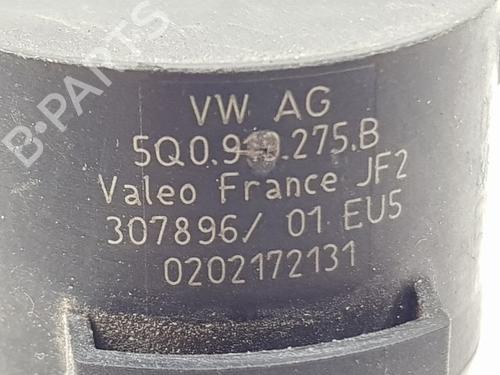 B-PARTS
VW AG
Valeo France JF2
307896/ 01 EU5
0202172131